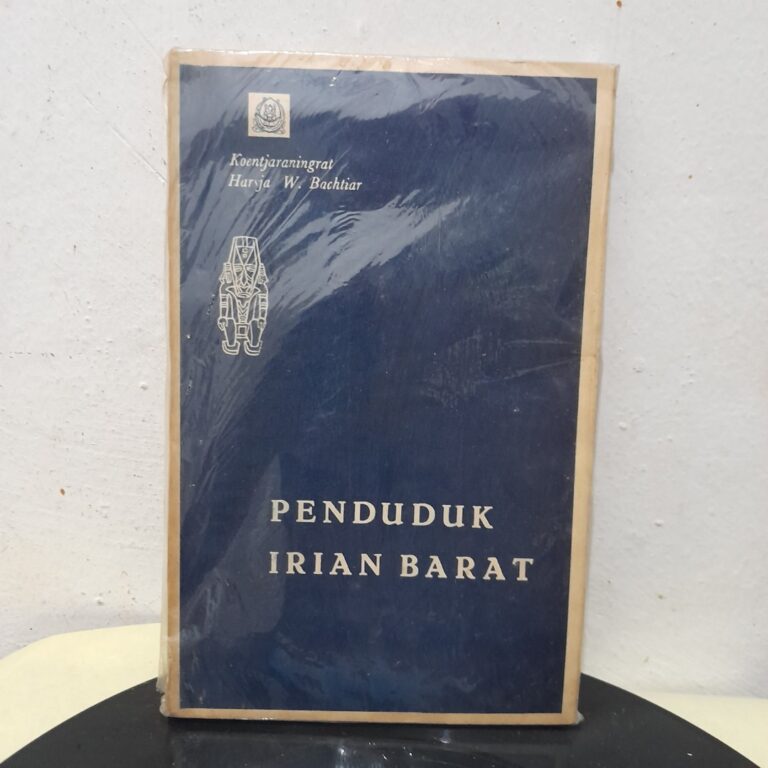 Koentjaraningrat
Harsja W. Bachtiar
PENDUDUK
IRIAN BARAT